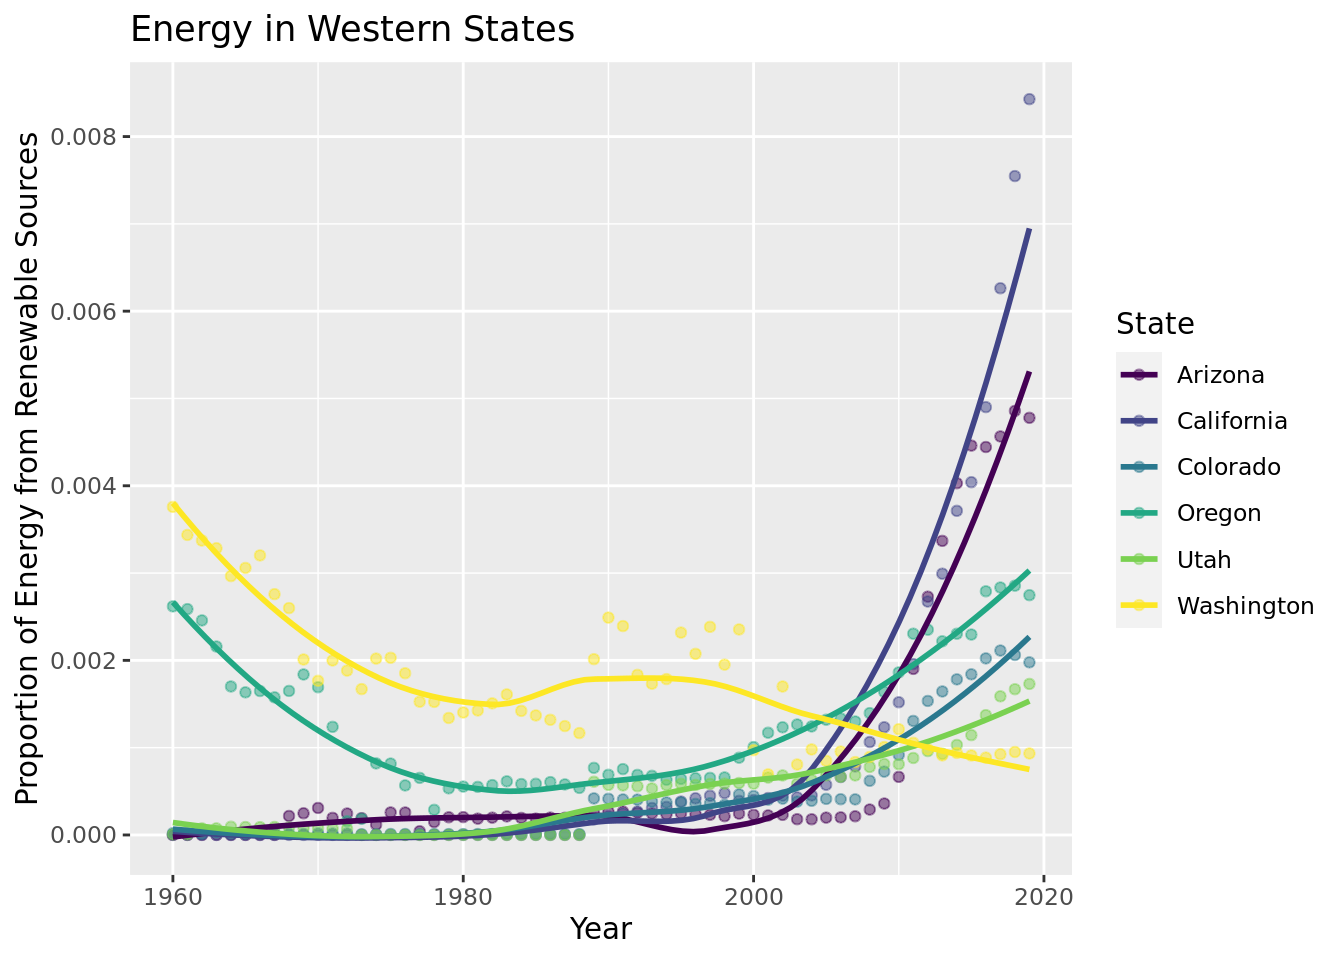 Energy in Western States
Proportion of Energy from Renewable Sources
0.008
0.006
0.004
0.002
0.000
1960
1980
2000
2020
Year
State
Arizona
California
Colorado
Oregon
Utah
Washington